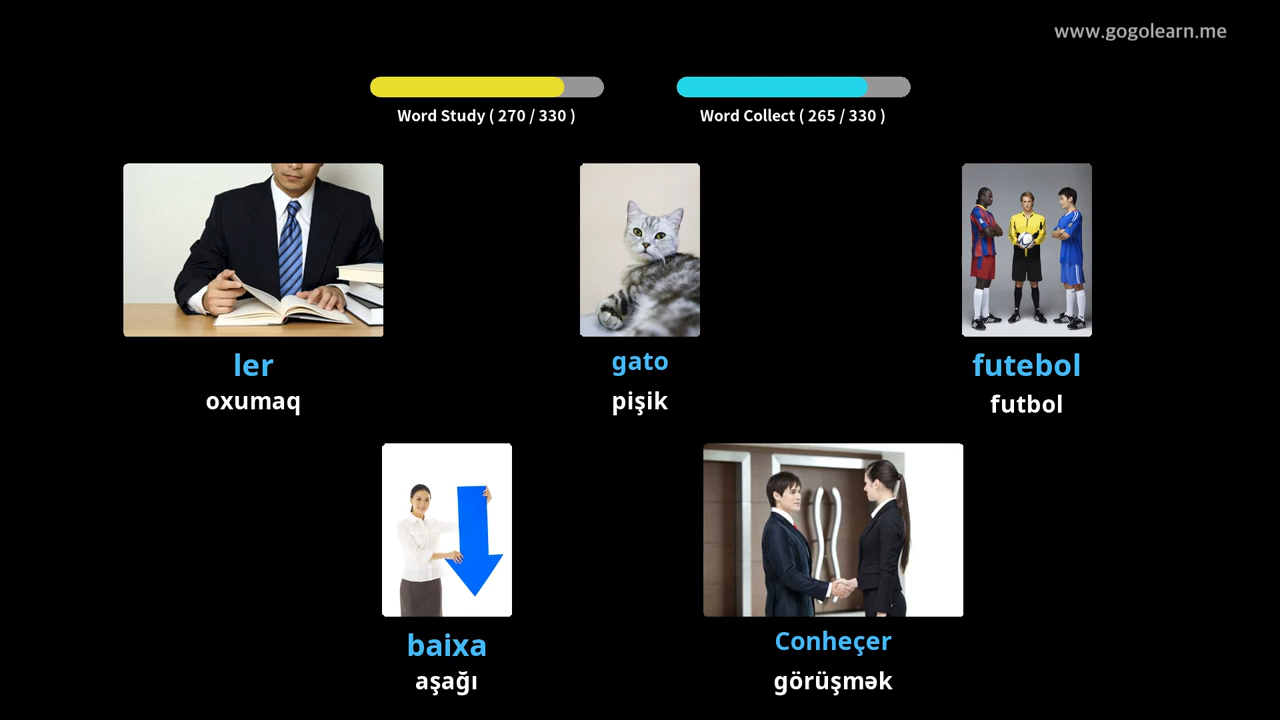 www.gogolearn.me
Word Study ( 270 / 330 )
Word Collect ( 265 / 330 )
ler
oxumaq
gato
pişik
futebol
futbol
baixa
aşağı
Conheçer
görüşmək